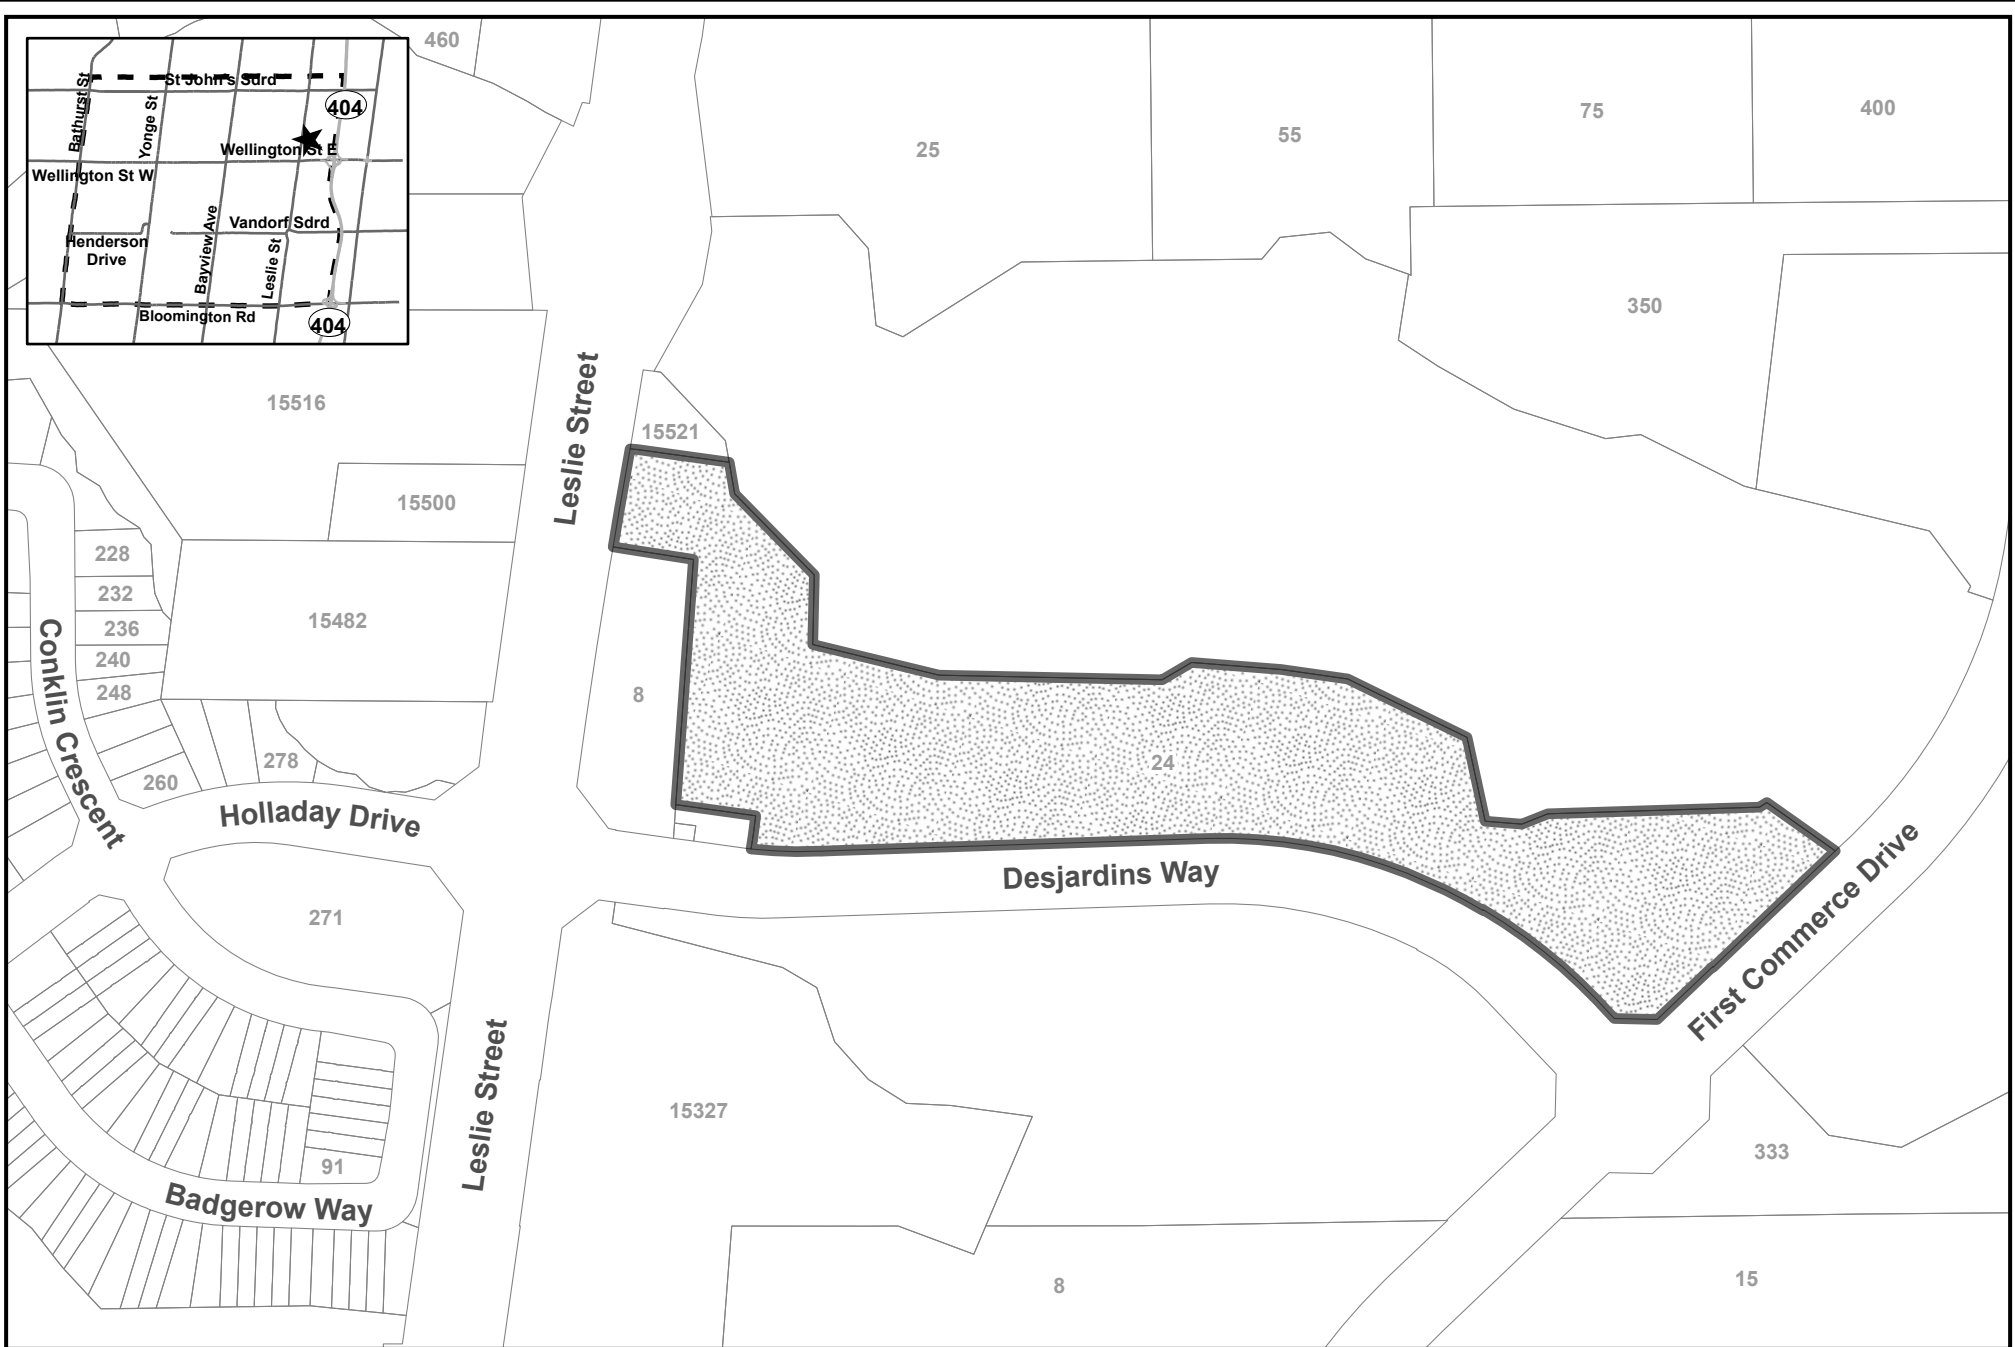 460
St John's Sdrd
404
Bathurst St
Yonge St
Wellington St E
Wellington St W
Vandorf Sdrd
Henderson
Drive
Bayview Ave
Leslie St
Bloomington Rd
404
25
55
75
400
350
15516
15521
Leslie Street
15500
228
232
236
240
248
15482
8
24
Conklin Crescent
278
260
Holladay Drive
Desjardins Way
First Commerce Drive
271
Leslie Street
15327
333
91
Badgerow Way
8
15